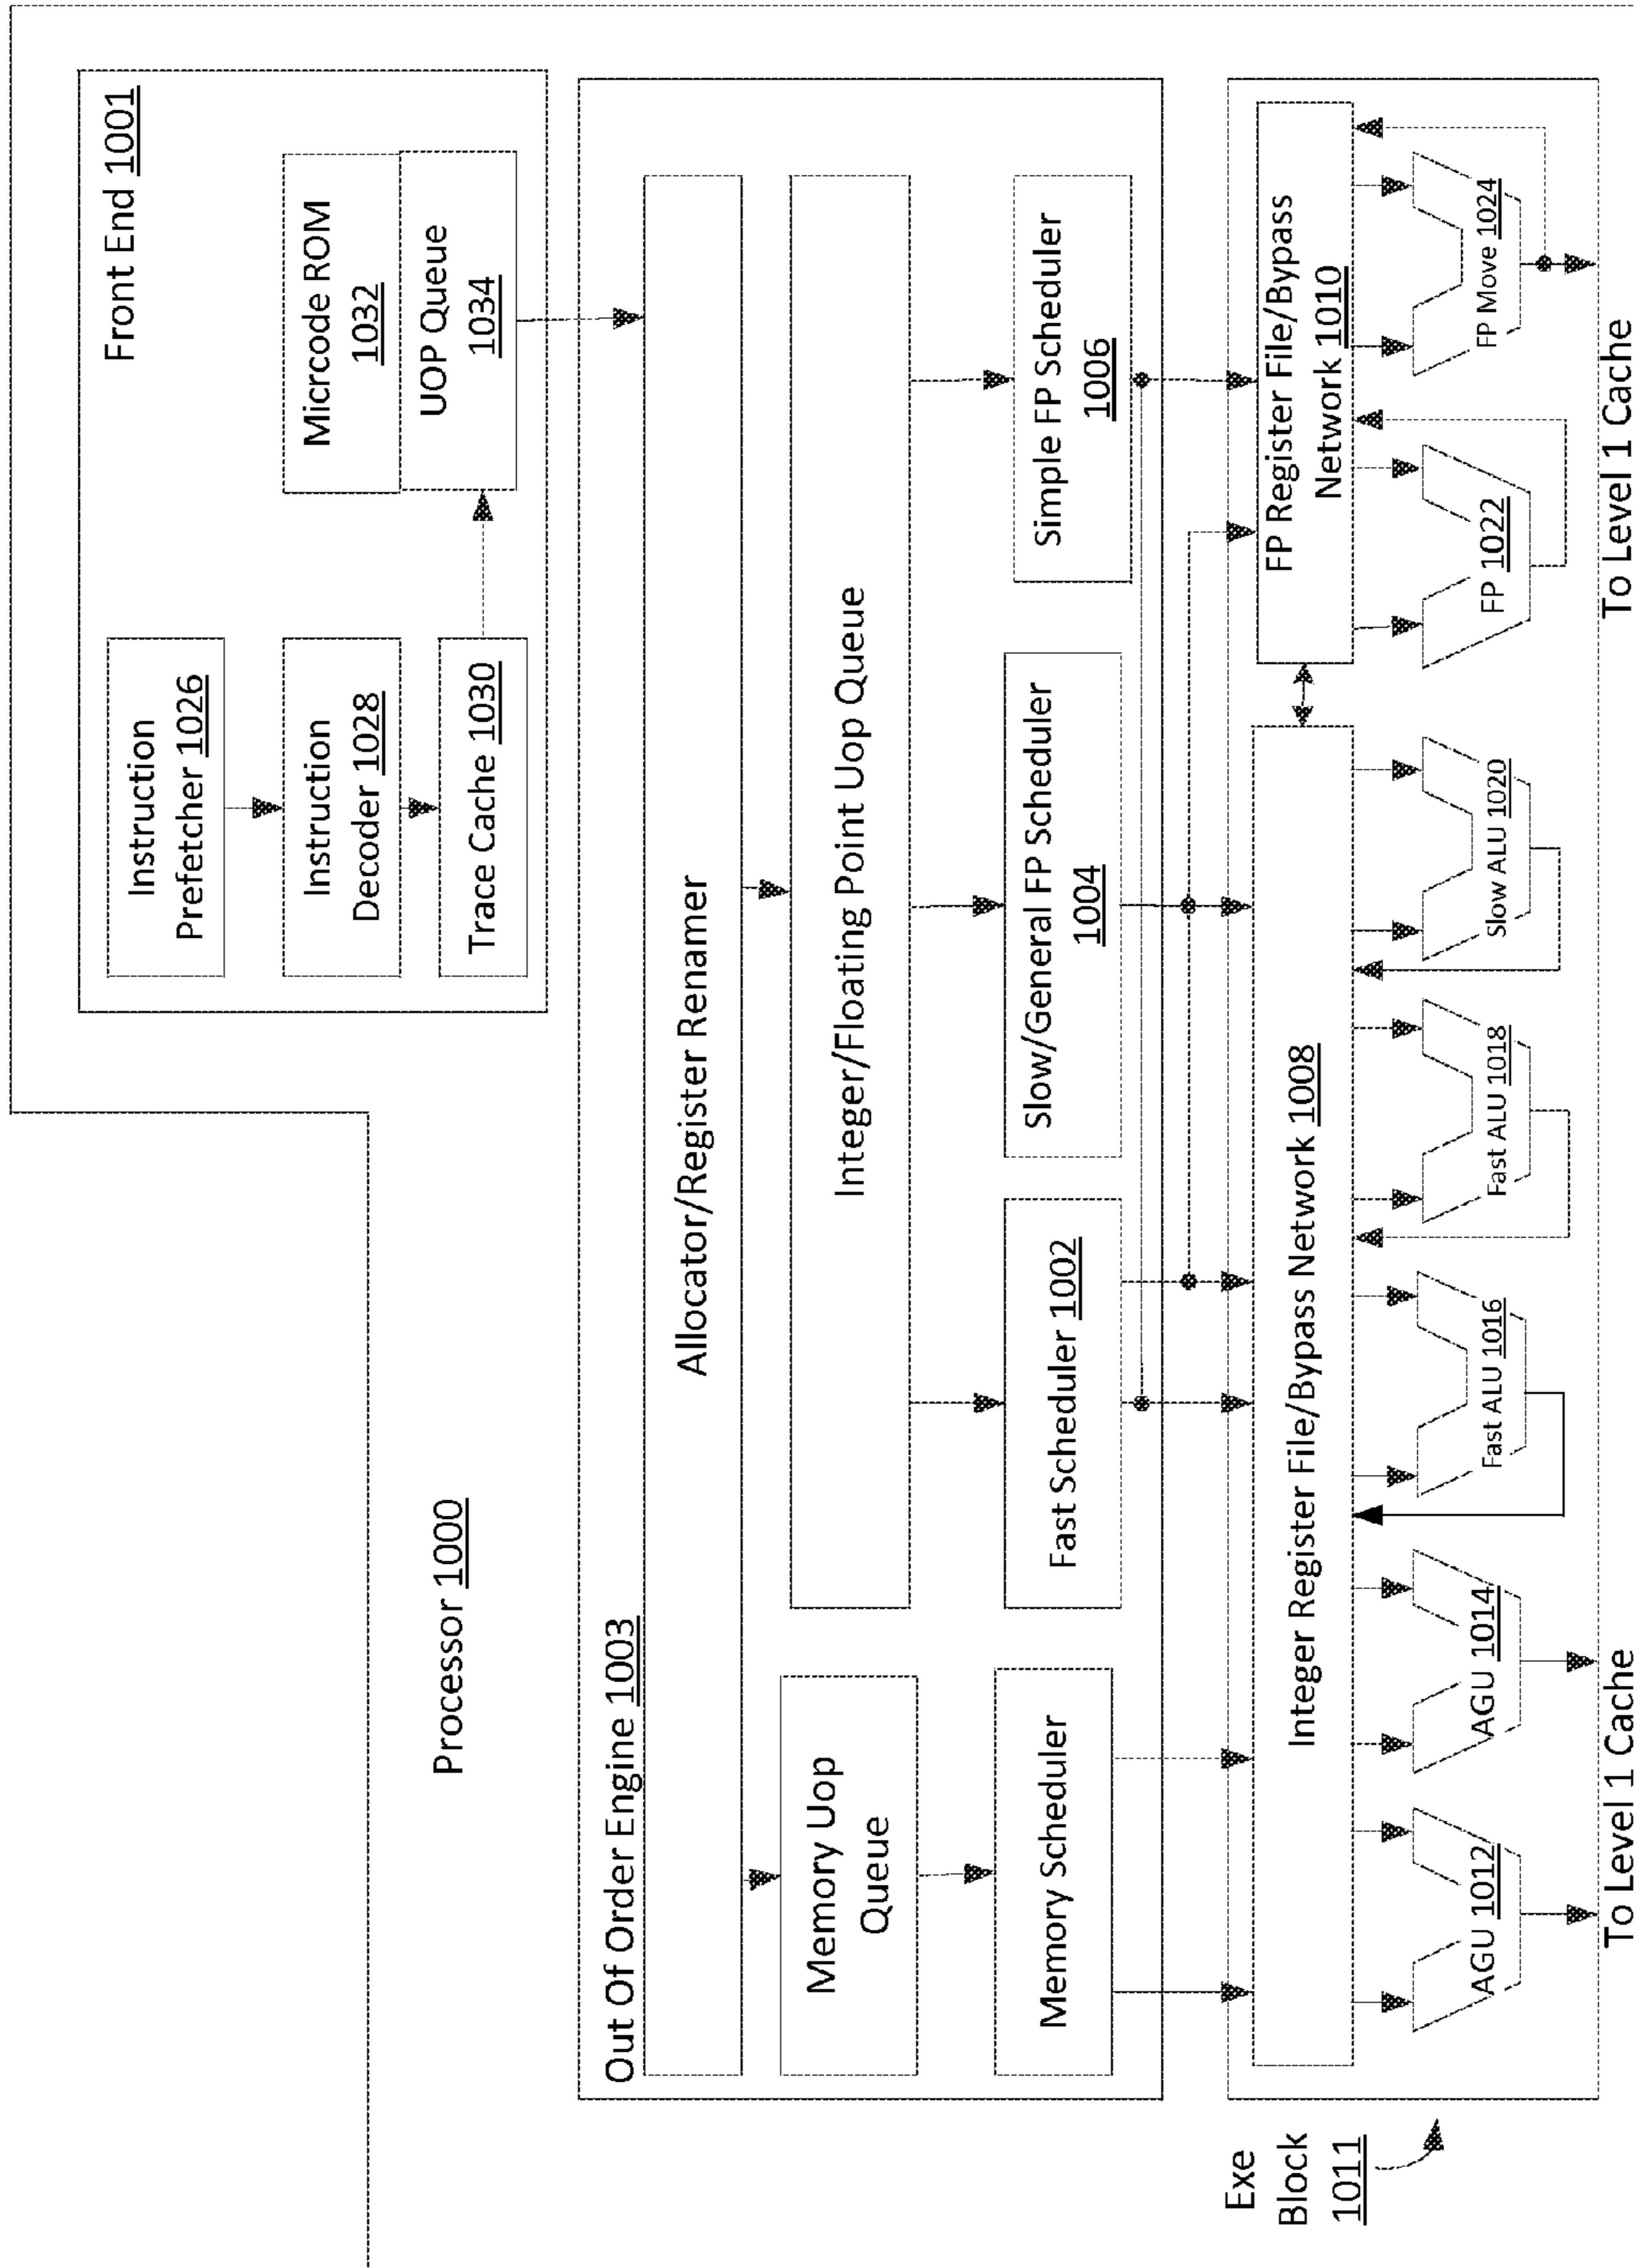 Processor 1000
Front End 1001
Instruction
Prefetcher 1026
Instruction
Decoder 1028
Trace Cache 1030
Micrcode ROM
1032
UOP Queue
1034
Out Of Order Engine 1003
Allocator/Register Renamer
Memory Uop
Queue
Integer/Floating Point Uop Queue
Memory Scheduler
Fast Scheduler 1002
Slow/General FP Scheduler
1004
Simple FP Scheduler
1006
Exe
Block
1011
Integer Register File/Bypass Network 1008
FP Register File/Bypass
Network 1010
AGU 1012
AGU 1014
Fast ALU 1016
Fast ALU 1018
Slow ALU 1020
FP 1022
FP Move 1024
To Level 1 Cache
To Level 1 Cache